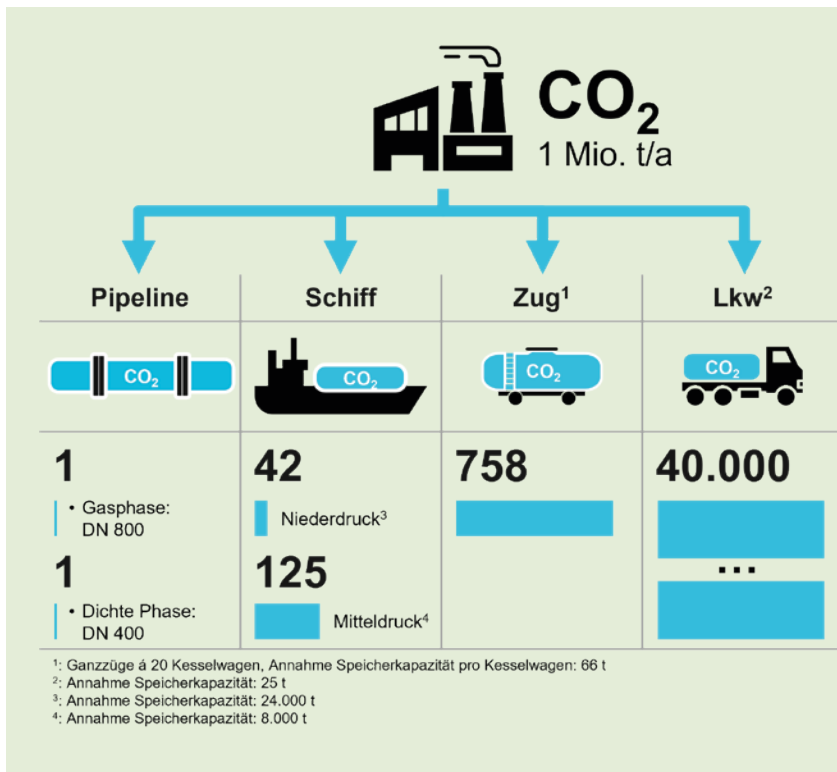 CO₂
1 Mio. t/a
Pipeline
Schiff
Zug¹
Lkw²
CO₂
CO₂
CO₂
CO₂
1
• Gasphase:
DN 800
1
• Dichte Phase:
DN 400
42
Niederdruck³
125
Mitteldruck⁴
758
40.000
...
¹: Ganzzüge á 20 Kesselwagen, Annahme Speicherkapazität pro Kesselwagen: 66 t
²: Annahme Speicherkapazität: 25 t
³: Annahme Speicherkapazität: 24.000 t
⁴: Annahme Speicherkapazität: 8.000 t